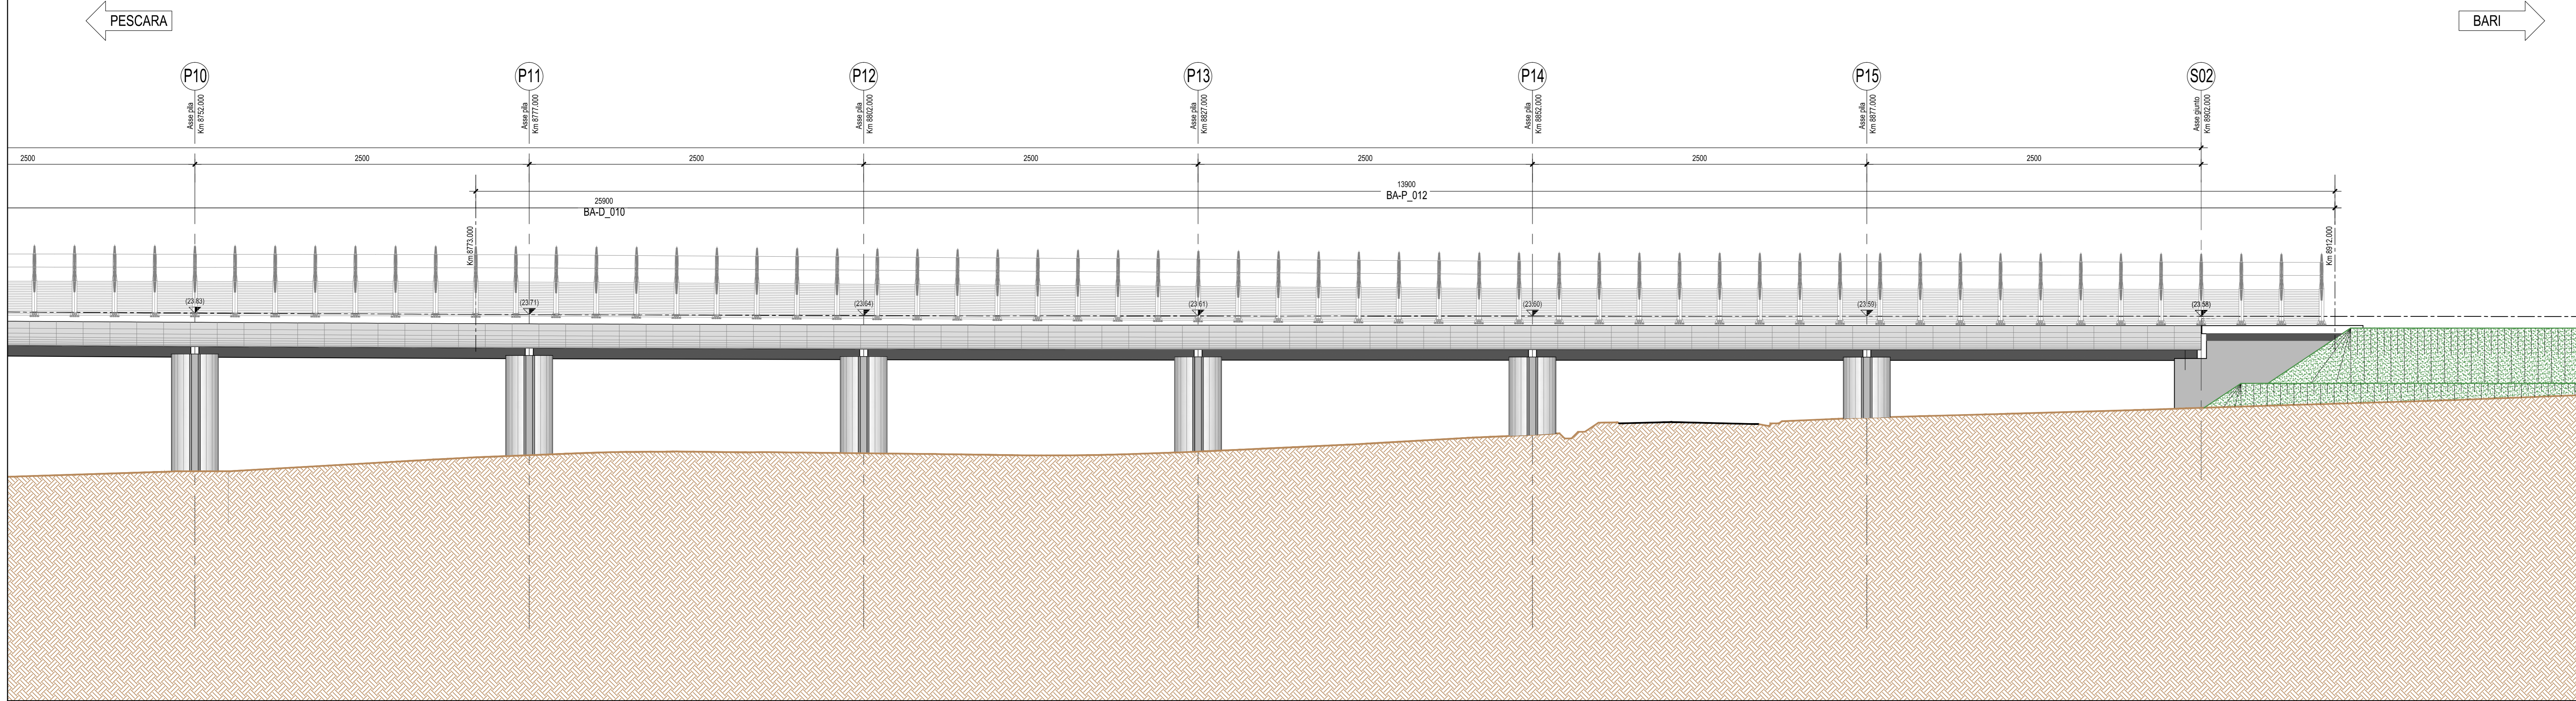 PESCARA
BARI
P10
P11
P12
P13
P14
P15
S02
Asse pila
Km 8752.000
Asse pila
Km 8777.000
Asse pila
Km 8802.000
Asse pila
Km 8827.000
Asse pila
Km 8852.000
Asse pila
Km 8877.000
Asse giunto
Km 8902.000
2500
2500
2500
2500
2500
2500
2500
13900
BA-P_012
25900
BA-D_010
Km 8773.000
Km 8912.000
(23.83)
(23.71)
(23.64)
(23.61)
(23.60)
(23.59)
(23.58)